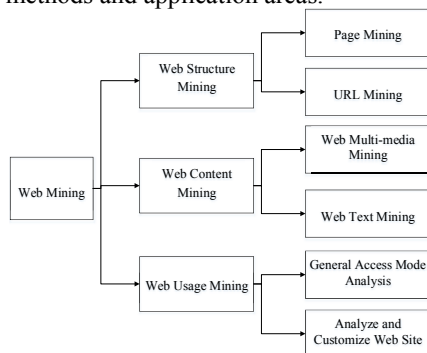 methods and application areas.
Page Mining
Web Structure
Mining
URL Mining
Web Multi-media
Mining
Web Content
Mining
Web Mining
Web Text Mining
General Access Mode
Analysis
Web Usage Mining
Analyze and
Customize Web Site